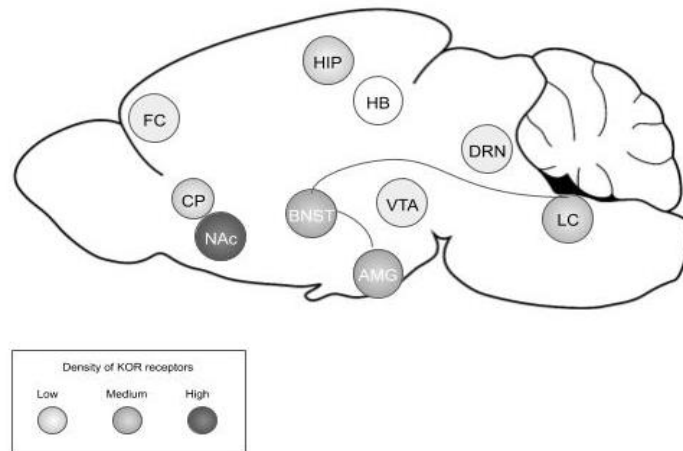 HIP
HB
FC
DRN
CP
BNST
VTA
NAc
LC
AMG
Density of KOR receptors
Low Medium High